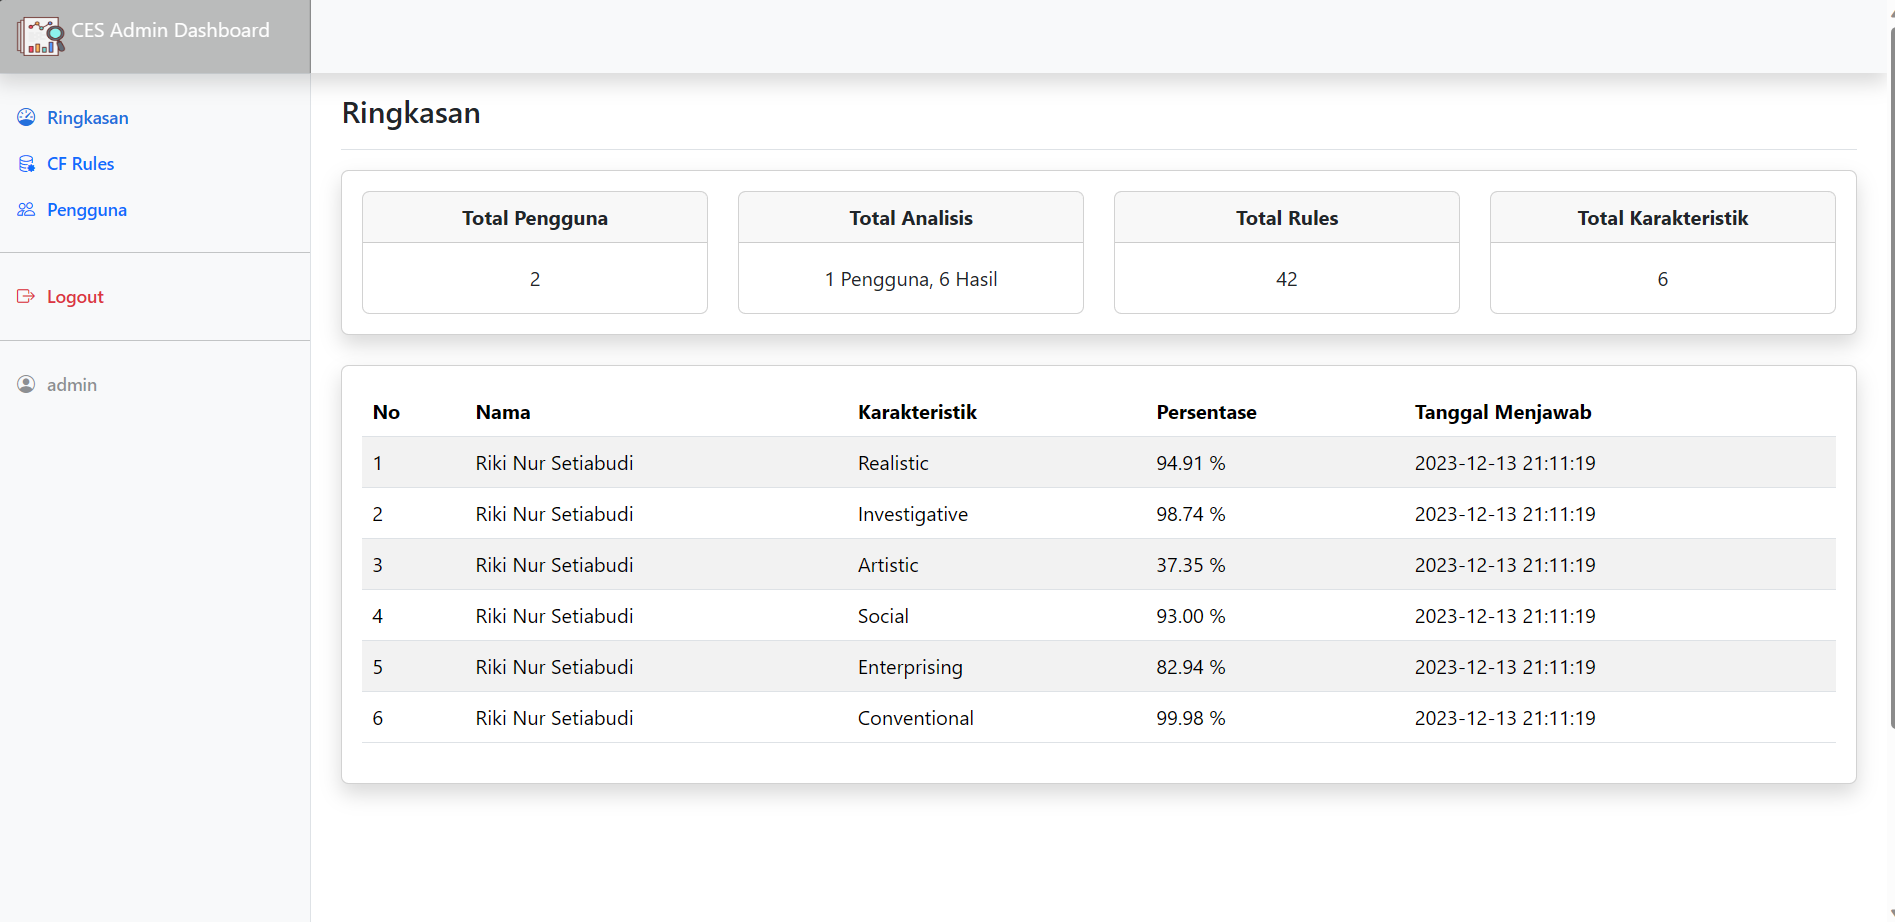 CES Admin Dashboard
Ringkasan
CF Rules
Pengguna
Logout
admin
Ringkasan
Total Pengguna
2
Total Analisis
1 Pengguna, 6 Hasil
Total Rules
42
Total Karakteristik
6
No Nama Karakteristik Persentase Tanggal Menjawab
1 Riki Nur Setiabudi Realistic 94.91 % 2023-12-13 21:11:19
2 Riki Nur Setiabudi Investigative 98.74 % 2023-12-13 21:11:19
3 Riki Nur Setiabudi Artistic 37.35 % 2023-12-13 21:11:19
4 Riki Nur Setiabudi Social 93.00 % 2023-12-13 21:11:19
5 Riki Nur Setiabudi Enterprising 82.94 % 2023-12-13 21:11:19
6 Riki Nur Setiabudi Conventional 99.98 % 2023-12-13 21:11:19